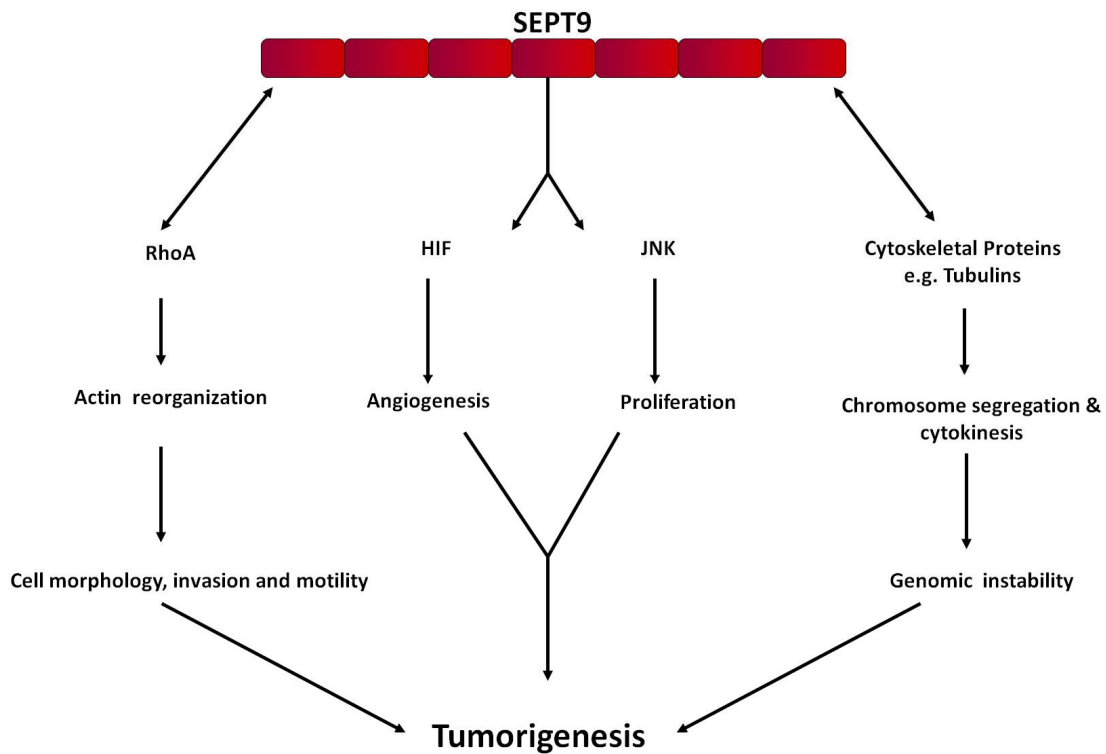 SEPT9
RhoA
HIF
JNK
Cytoskeletal Proteins
e.g. Tubulins
Actin reorganization
Angiogenesis
Proliferation
Chromosome segregation &
cytokinesis
Cell morphology, invasion and motility
Genomic instability
Tumorigenesis